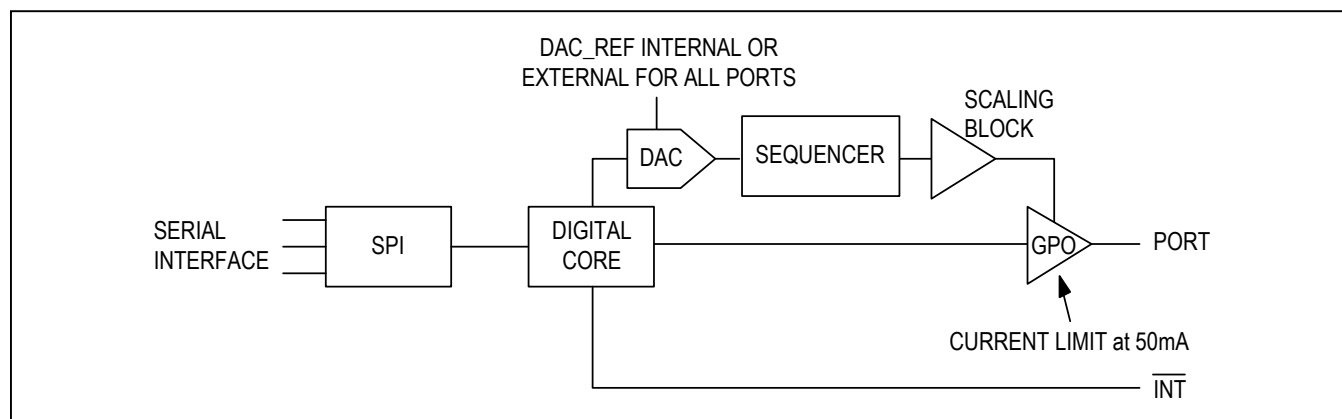 DAC_REF INTERNAL OR
EXTERNAL FOR ALL PORTS
SCALING
BLOCK
DAC
SEQUENCER
SERIAL
INTERFACE
SPI
DIGITAL
CORE
GPO
PORT
CURRENT LIMIT at 50mA
INT